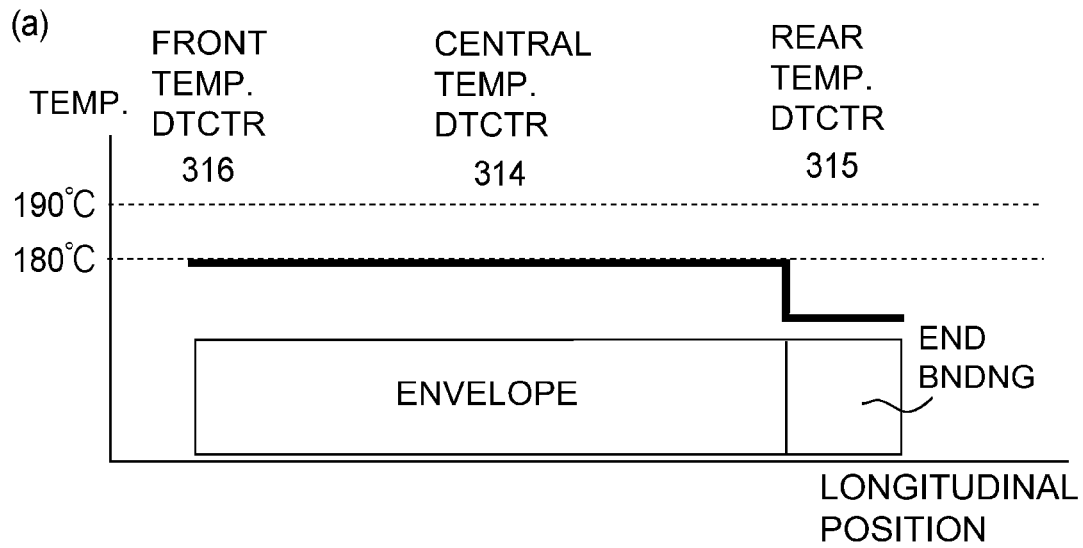 (a)
FRONT
TEMP.
DTCTR
316
CENTRAL
TEMP.
DTCTR
314
REAR
TEMP.
DTCTR
315
TEMP.
190°C
180°C
ENVELOPE
END
BNDNG
LONGITUDINAL
POSITION